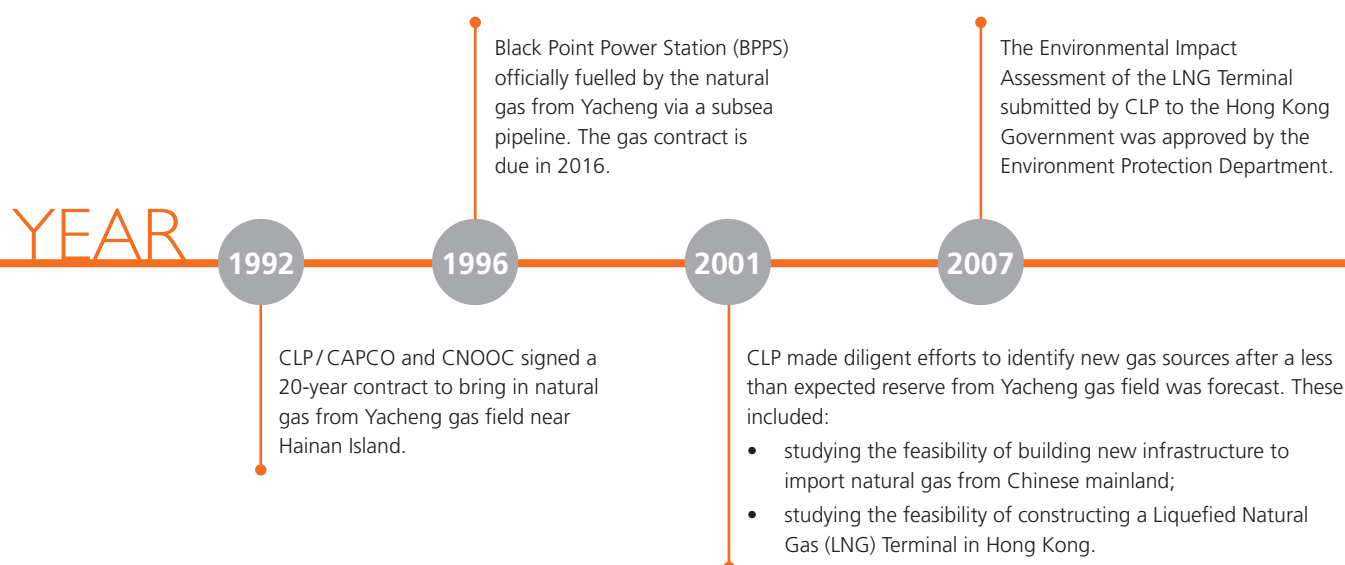 Black Point Power Station (BPPS)
officially fuelled by the natural
gas from Yacheng via a subsea
pipeline. The gas contract is
due in 2016.
The Environmental Impact
Assessment of the LNG Terminal
submitted by CLP to the Hong Kong
Government was approved by the
Environment Protection Department.
YEAR
1992
1996
2001
2007
CLP / CAPCO and CNOOC signed a
20-year contract to bring in natural
gas from Yacheng gas field near
Hainan Island.
CLP made diligent efforts to identify new gas sources after a less
than expected reserve from Yacheng gas field was forecast. These
included:
• studying the feasibility of building new infrastructure to
import natural gas from Chinese mainland;
• studying the feasibility of constructing a Liquefied Natural
Gas (LNG) Terminal in Hong Kong.